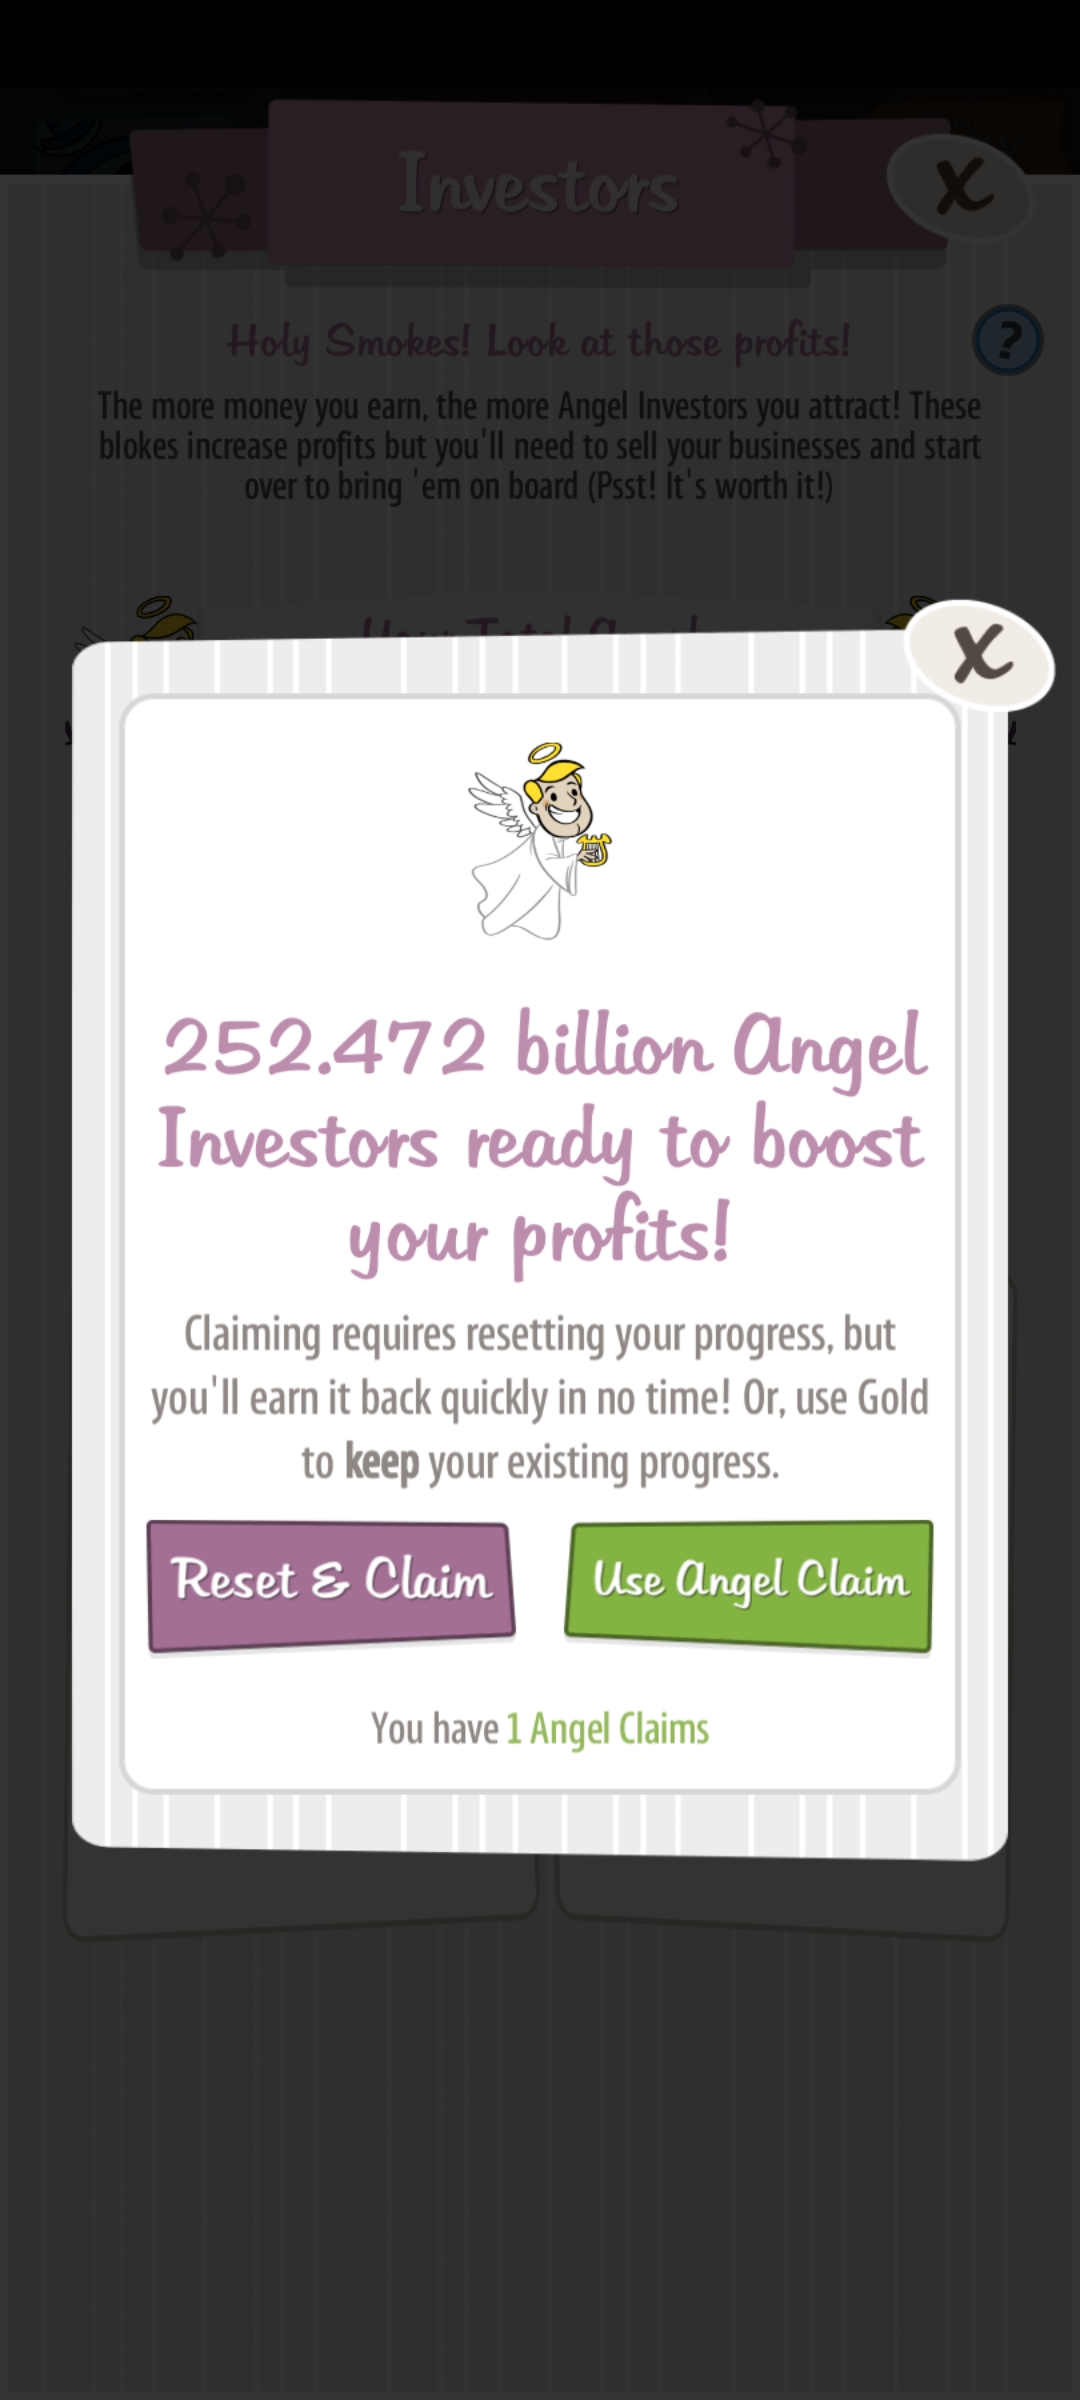 Investors
X
Holy Smokes! Look at those profits!
?
The more money you earn, the more Angel Investors you attract! These
blokes increase profits but you'll need to sell your businesses and start
over to bring 'em on board (Psst! It's worth it!)
X
252.472 billion Angel
Investors ready to boost
your profits!
Claiming requires resetting your progress, but
you'll earn it back quickly in no time! Or, use Gold
to keep your existing progress.
Reset & Claim
Use Angel Claim
You have 1 Angel Claims